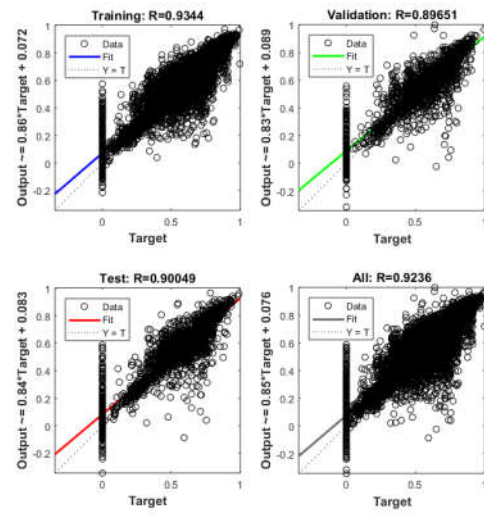 Training: R=0.9344
Output ~= 0.86*Target + 0.072
Data
Fit
Y = T
1
0.8
0.6
0.4
0.2
0
-0.2
0
0.5
1
Target
Validation: R=0.89651
Output ~= 0.83*Target + 0.089
Data
Fit
Y = T
1
0.8
0.6
0.4
0.2
0
-0.2
0
0.5
1
Target
Test: R=0.90049
Output ~= 0.84*Target + 0.083
Data
Fit
Y = T
1
0.8
0.6
0.4
0.2
0
-0.2
0
0.5
1
Target
All: R=0.9236
Output ~= 0.85*Target + 0.076
Data
Fit
Y = T
1
0.8
0.6
0.4
0.2
0
-0.2
0
0.5
1
Target